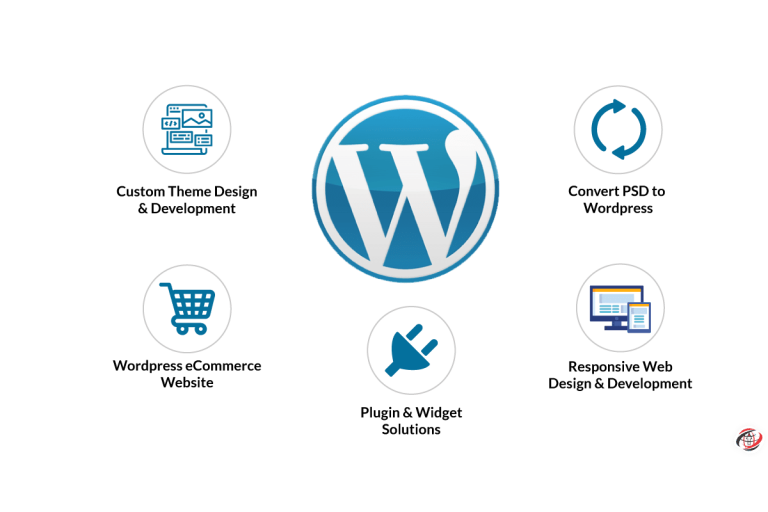 Custom Theme Design
& Development
W
Convert PSD to
Wordpress
Wordpress eCommerce
Website
Plugin & Widget
Solutions
Responsive Web
Design & Development